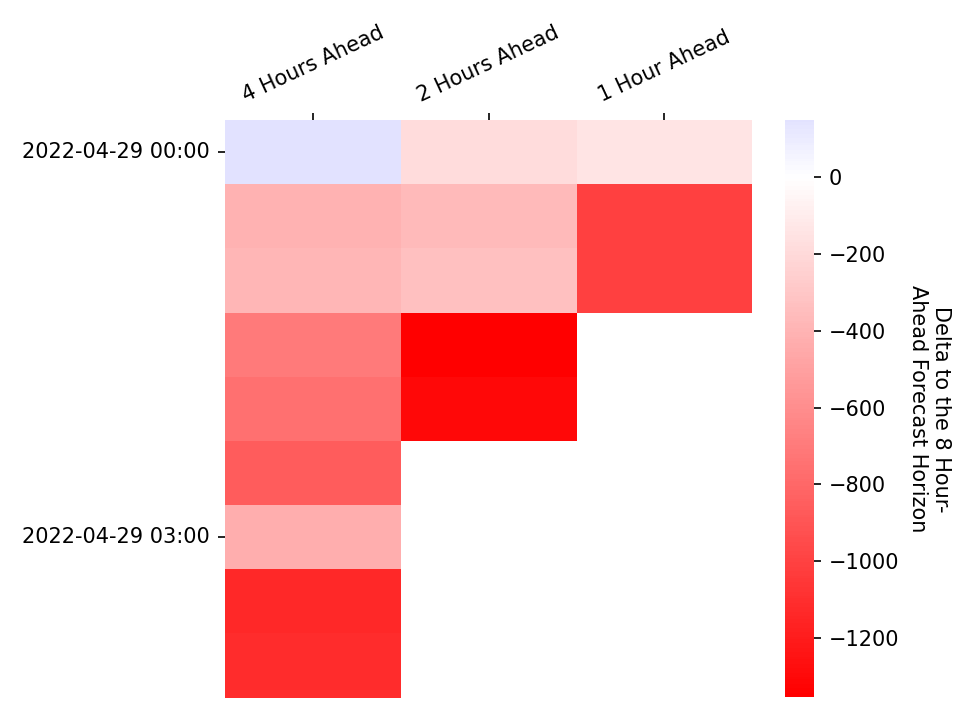 4 Hours Ahead
2 Hours Ahead
1 Hour Ahead
2022-04-29 00:00
2022-04-29 03:00
0
−200
−400
−600
−800
−1000
−1200
Delta to the 8 Hour-
Ahead Forecast Horizon